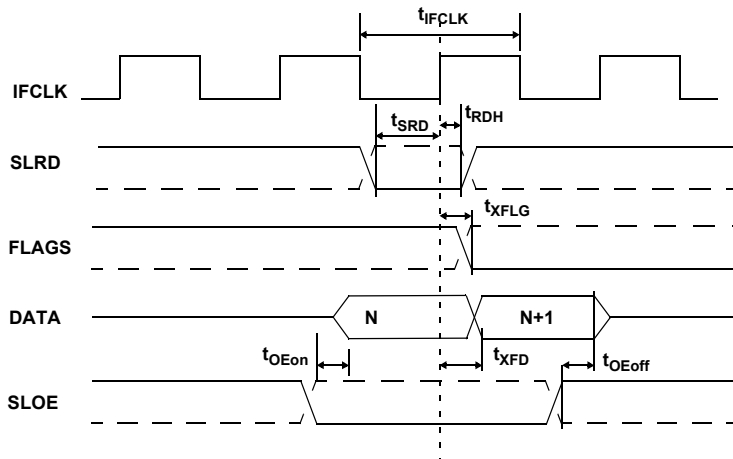 tIFCLK
IFCLK
tSRD
tRDH
SLRD
tXFLG
FLAGS
DATA
N
N+1
tOEon
tXFD
tOEoff
SLOE